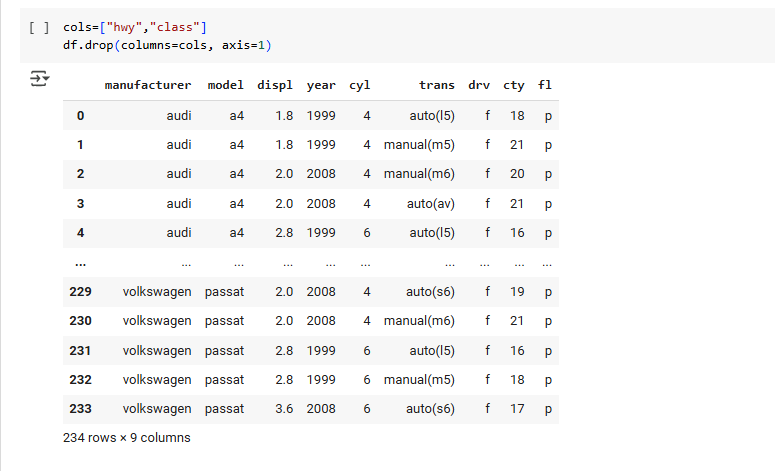 [ ] cols=["hwy","class"]
df.drop(columns=cols, axis=1)
manufacturer model displ year cyl trans drv cty fl
0 audi a4 1.8 1999 4 auto(l5) f 18 p
1 audi a4 1.8 1999 4 manual(m5) f 21 p
2 audi a4 2.0 2008 4 manual(m6) f 20 p
3 audi a4 2.0 2008 4 auto(av) f 21 p
4 audi a4 2.8 1999 6 auto(l5) f 16 p
... ... ... ... ... ... ... ... ... ...
229 volkswagen passat 2.0 2008 4 auto(s6) f 19 p
230 volkswagen passat 2.0 2008 4 manual(m6) f 21 p
231 volkswagen passat 2.8 1999 6 auto(l5) f 16 p
232 volkswagen passat 2.8 1999 6 manual(m5) f 18 p
233 volkswagen passat 3.6 2008 6 auto(s6) f 17 p
234 rows × 9 columns